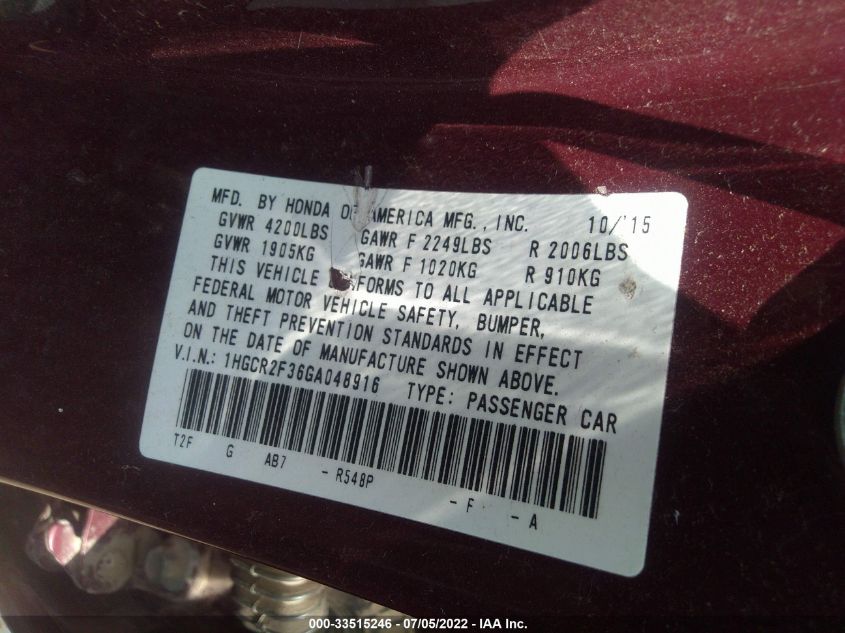 MFD. BY HONDA OF AMERICA MFG., INC. 10/'15
GVWR 4200LBS GAWR F 2249LBS R 2006LBS
GVWR 1905KG GAWR F 1020KG R 910KG
THIS VEHICLE CONFORMS TO ALL APPLICABLE
FEDERAL MOTOR VEHICLE SAFETY, BUMPER,
AND THEFT PREVENTION STANDARDS IN EFFECT
ON THE DATE OF MANUFACTURE SHOWN ABOVE.
V.I.N.: 1HGCR2F36GA048916 TYPE: PASSENGER CAR
T2F G AB7 - R548P - F - A
000-33515246 - 07/05/2022 - IAA Inc.